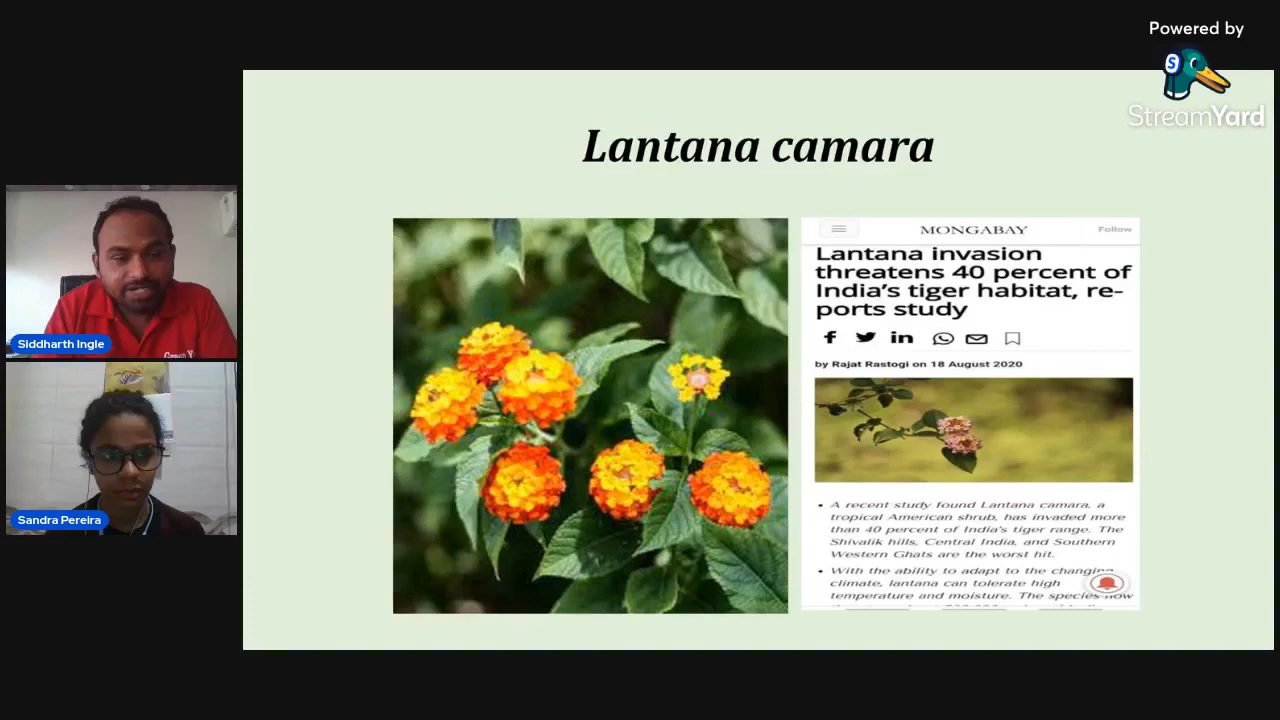 Powered by
S
StreamYard
Lantana camara
Siddharth Ingle
Sandra Pereira
MONGABAY
Follow
Lantana invasion
threatens 40 percent of
India's tiger habitat, re-
ports study
by Rajat Rastogi on 18 August 2020
• A recent study found Lantana camara, a
tropical American shrub, has invaded more
than 40 percent of India's tiger range. The
Shivalik hills, Central India, and Southern
Western Ghats are the worst hit.
• With the ability to adapt to the changing
climate, lantana can tolerate high
temperature and moisture. The species now